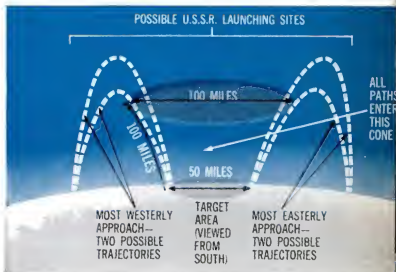 POSSIBLE U.S.S.R. LAUNCHING SITES
100 MILES
ALL
PATHS
ENTER
THIS
CONE
100 MILES
50 MILES
MOST WESTERLY
APPROACH—
TWO POSSIBLE
TRAJECTORIES
TARGET
AREA
(VIEWED
FROM
SOUTH)
MOST EASTERLY
APPROACH—
TWO POSSIBLE
TRAJECTORIES